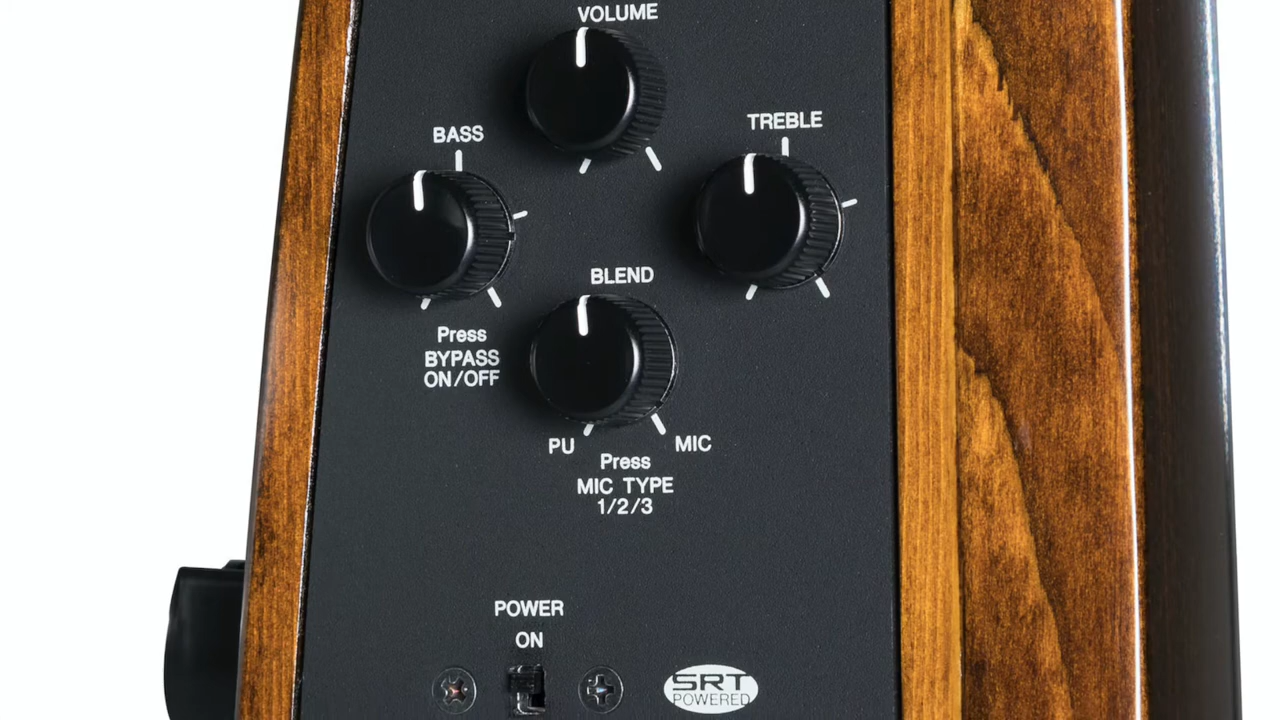 VOLUME
BASS
TREBLE
BLEND
Press
BYPASS
ON/OFF
PU
MIC
Press
MIC TYPE
1/2/3
POWER
ON
SRT
POWERED